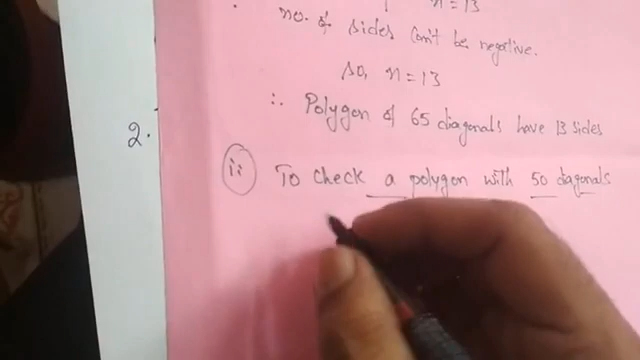 n = 13
no. of sides can't be negative.
so, n = 13
∴ Polygon of 65 diagonals have 13 sides
2.
ii To check a polygon with 50 diagonals